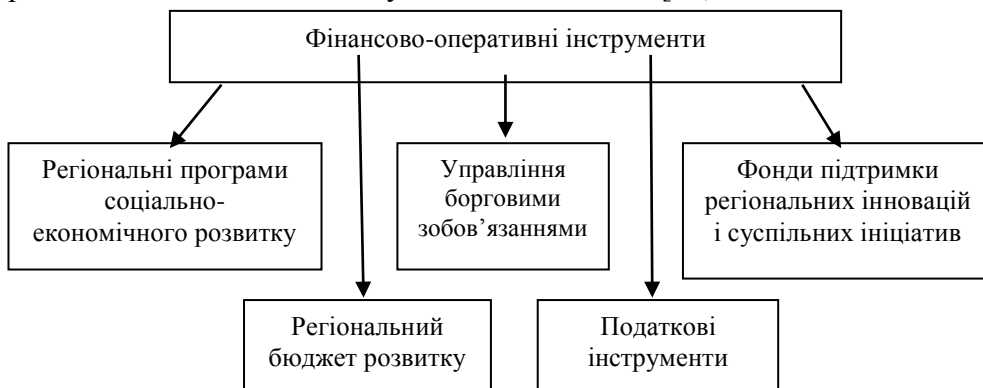 Фінансово-оперативні інструменти
Регіональні програми
соціально-
економічного розвитку
Управління
борговими
зобов’язаннями
Фонди підтримки
регіональних інновацій
і суспільних ініціатив
Регіональний
бюджет розвитку
Податкові
інструменти